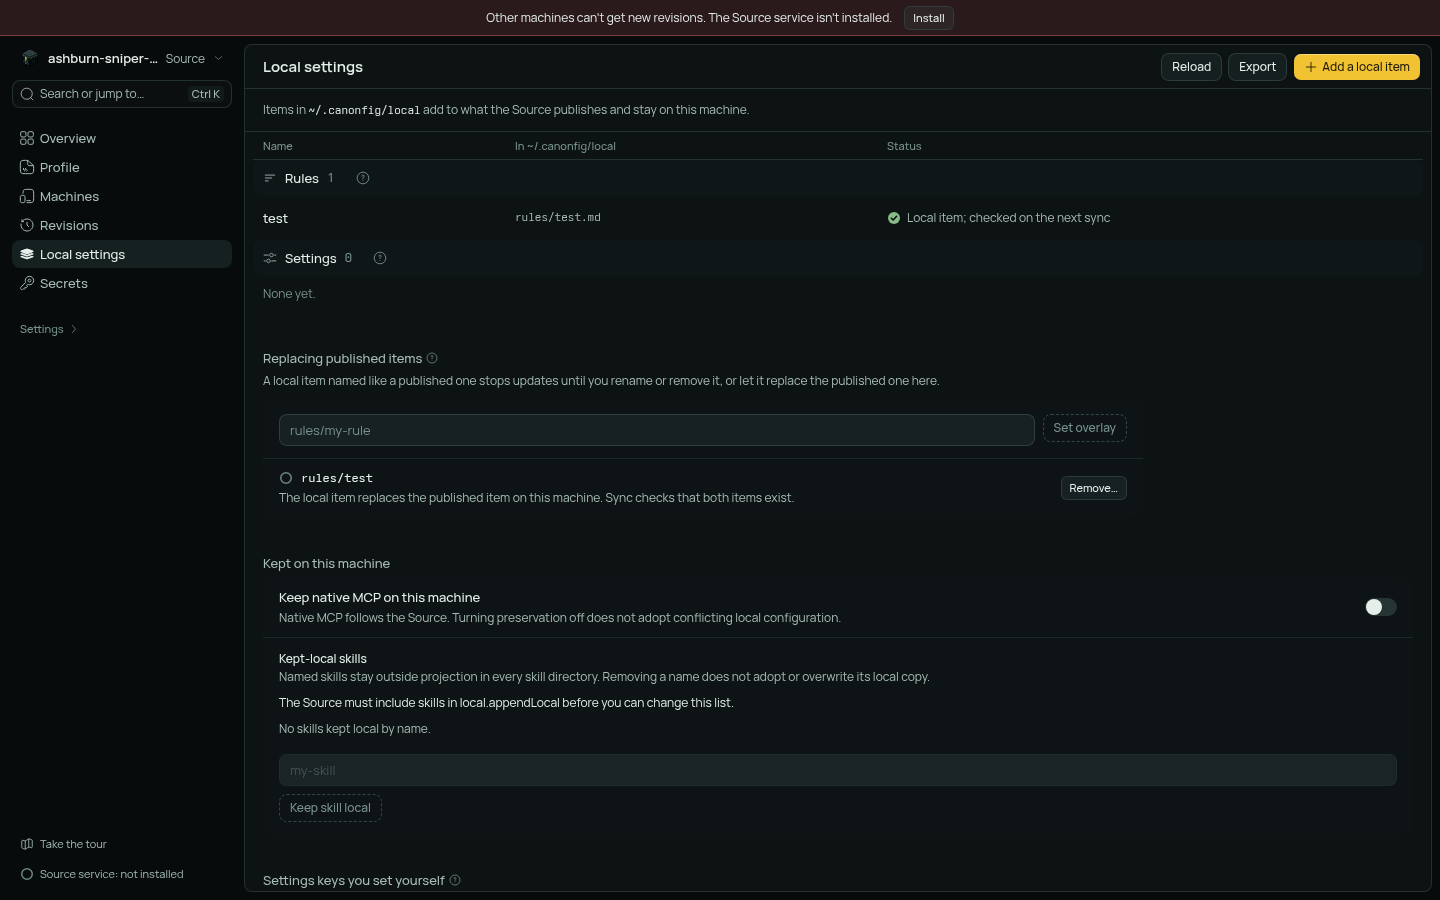 Other machines can't get new revisions. The Source service isn't installed.
Install
ashburn-sniper-...
Source
Search or jump to...
Ctrl K
Overview
Profile
Machines
Revisions
Local settings
Secrets
Settings
Take the tour
Source service: not installed
Local settings
Reload
Export
Add a local item
Items in ~/.canonfig/local add to what the Source publishes and stay on this machine.
Name
In ~/.canonfig/local
Status
Rules 1
test
rules/test.md
Local item; checked on the next sync
Settings 0
None yet.
Replacing published items
A local item named like a published one stops updates until you rename or remove it, or let it replace the published one here.
rules/my-rule
Set overlay
rules/test
The local item replaces the published item on this machine. Sync checks that both items exist.
Remove...
Kept on this machine
Keep native MCP on this machine
Native MCP follows the Source. Turning preservation off does not adopt conflicting local configuration.
Kept-local skills
Named skills stay outside projection in every skill directory. Removing a name does not adopt or overwrite its local copy.
The Source must include skills in local.appendLocal before you can change this list.
No skills kept local by name.
my-skill
Keep skill local
Settings keys you set yourself